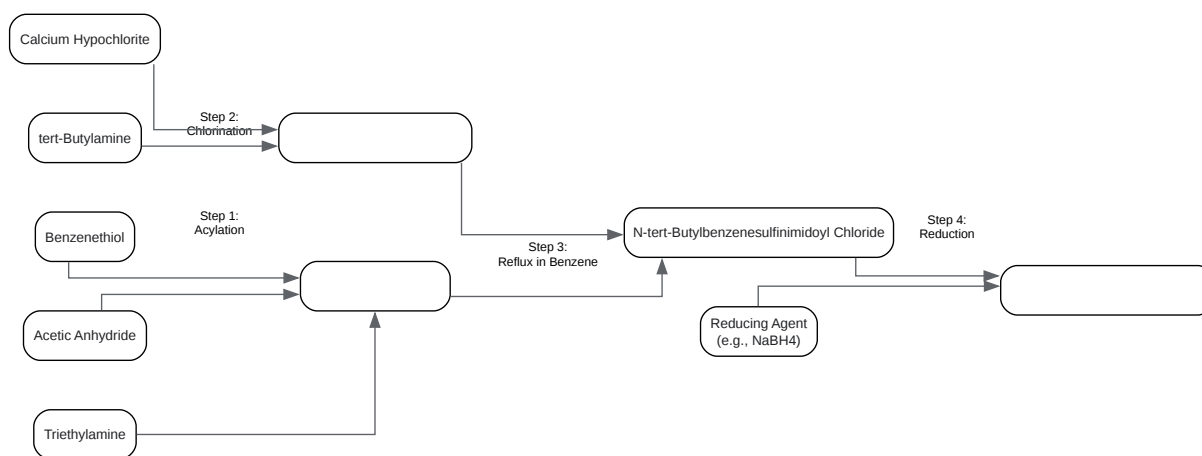 Calcium Hypochlorite
Step 2:
Chlorination
tert-Butylamine
Step 1:
Acylation
Benzenethiol
N-tert-Butylbenzenesulfinimidoyl Chloride
Step 4:
Reduction
Step 3:
Reflux in Benzene
Acetic Anhydride
Reducing Agent
(e.g., NaBH4)
Triethylamine